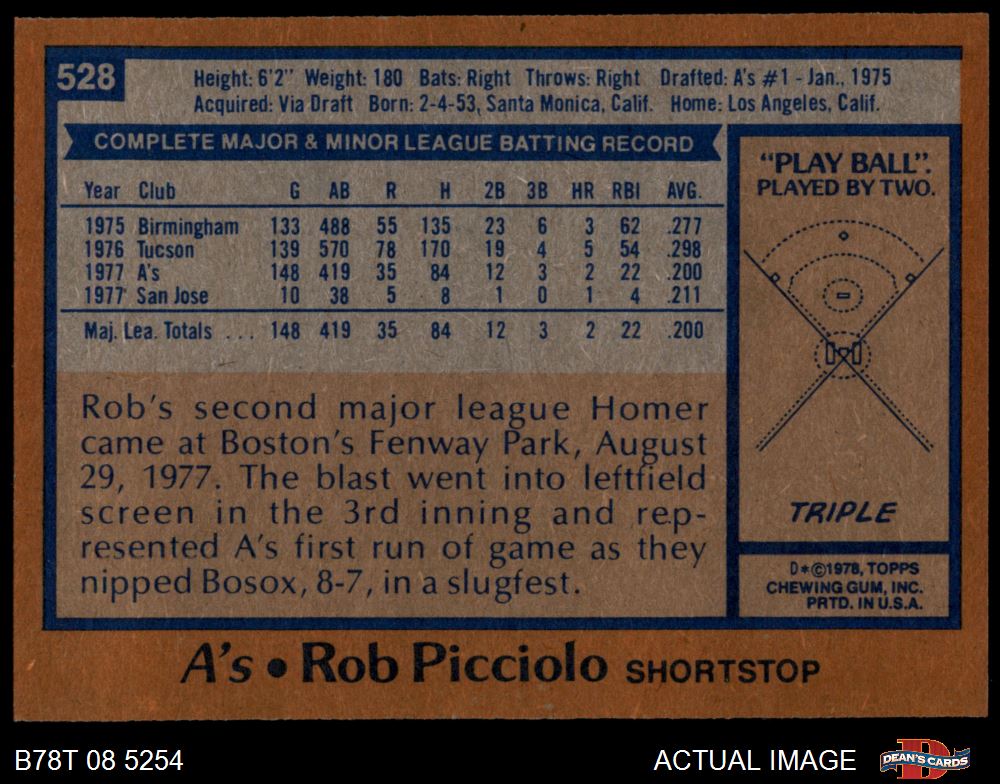 528
Height: 6'2" Weight: 180 Bats: Right Throws: Right Drafted: A's #1 - Jan., 1975
Acquired: Via Draft Born: 2-4-53, Santa Monica, Calif. Home: Los Angeles, Calif.
COMPLETE MAJOR & MINOR LEAGUE BATTING RECORD
Year Club G AB R H 2B 3B HR RBI AVG.
1975 Birmingham 133 488 55 135 23 6 3 62 .277
1976 Tucson 139 570 78 170 19 4 5 54 .298
1977 A's 148 419 35 84 12 3 2 22 .200
1977 San Jose 10 38 5 8 1 0 1 4 .211
Maj. Lea. Totals ... 148 419 35 84 12 3 2 22 .200
Rob's second major league Homer
came at Boston's Fenway Park, August
29, 1977. The blast went into leftfield
screen in the 3rd inning and rep-
resented A's first run of game as they
nipped Bosox, 8-7, in a slugfest.
"PLAY BALL".
PLAYED BY TWO.
TRIPLE
D*©1978, TOPPS
CHEWING GUM, INC.
PRTD. IN U.S.A.
A's • Rob Picciolo SHORTSTOP
B78T 08 5254
ACTUAL IMAGE
DEAN'S CARDS